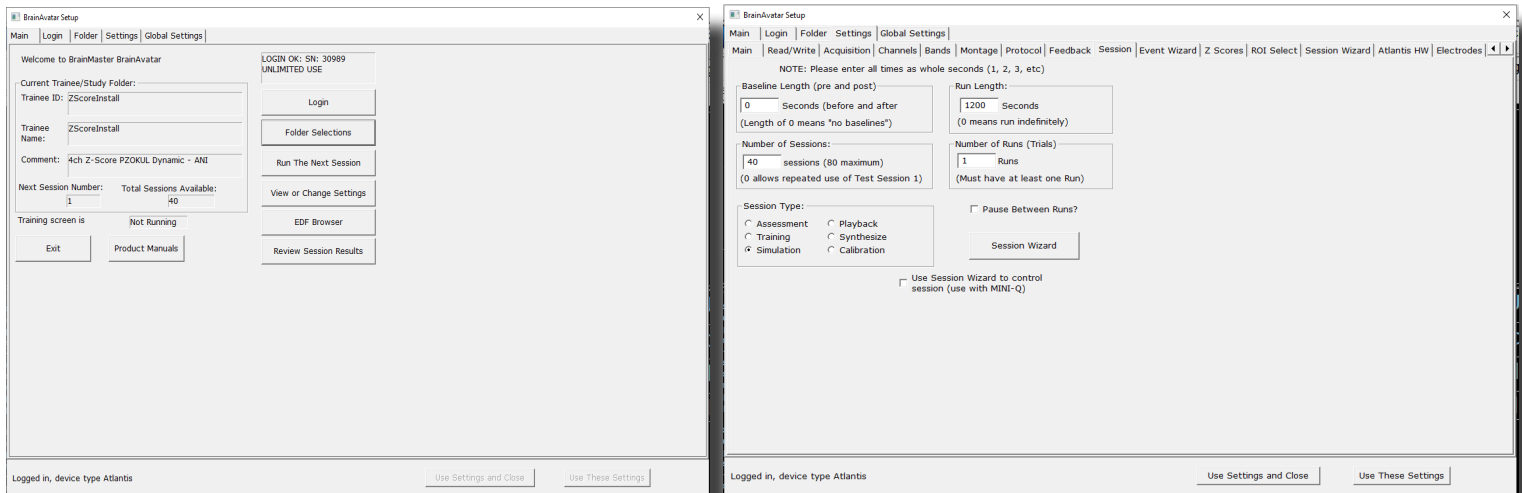 BrainAvatar Setup
Main Login Folder Settings Global Settings
Welcome to BrainMaster BrainAvatar
LOGIN OK: SN: 30989
UNLIMITED USE
Current Trainee/Study Folder:
Trainee ID: ZScoreInstall
Trainee Name: ZScoreInstall
Comment: 4ch Z-Score PZOKUL Dynamic - ANI
Next Session Number: Total Sessions Available:
1 40
Training screen is Not Running
Exit Product Manuals
Login
Folder Selections
Run The Next Session
View or Change Settings
EDF Browser
Review Session Results
Logged in, device type Atlantis Use Settings and Close Use These Settings
BrainAvatar Setup
Main Login Folder Settings Global Settings
Main Read/Write Acquisition Channels Bands Montage Protocol Feedback Session Event Wizard Z Scores ROI Select Session Wizard Atlantis HW Electrodes
NOTE: Please enter all times as whole seconds (1, 2, 3, etc)
Baseline Length (pre and post)
0 Seconds (before and after
(Length of 0 means "no baselines")
Run Length:
1200 Seconds
(0 means run indefinitely)
Number of Sessions:
40 sessions (80 maximum)
(0 allows repeated use of Test Session 1)
Number of Runs (Trials)
1 Runs
(Must have at least one Run)
Session Type:
Assessment Playback
Training Synthesize
Simulation Calibration
Pause Between Runs?
Session Wizard
Use Session Wizard to control
session (use with MINI-Q)
Logged in, device type Atlantis Use Settings and Close Use These Settings